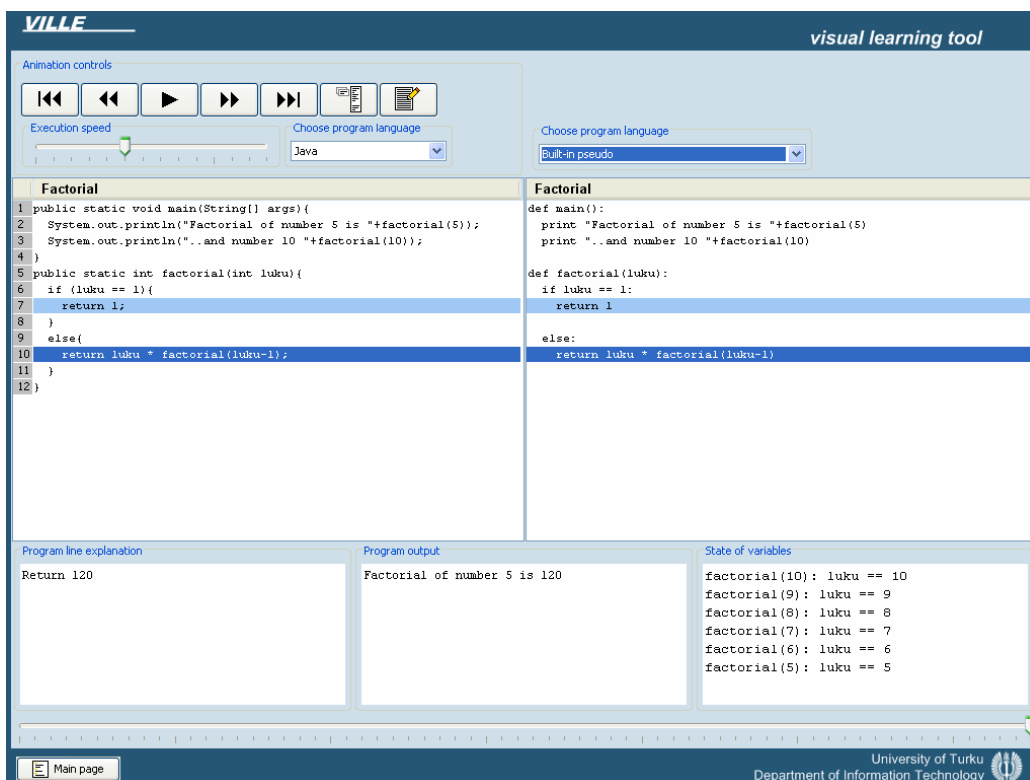 VILLE
visual learning tool
Animation controls
Execution speed
Choose program language
Java
Choose program language
Built-in pseudo
Factorial
1 public static void main(String[] args){
2 System.out.println("Factorial of number 5 is "+factorial(5));
3 System.out.println("..and number 10 "+factorial(10));
4 }
5 public static int factorial(int luku){
6 if (luku == 1){
7 return 1;
8 }
9 else{
10 return luku * factorial(luku-1);
11 }
12 }
Factorial
def main():
print "Factorial of number 5 is "+factorial(5)
print "..and number 10 "+factorial(10)
def factorial(luku):
if luku == 1:
return 1
else:
return luku * factorial(luku-1)
Program line explanation
Return 120
Program output
Factorial of number 5 is 120
State of variables
factorial(10): luku == 10
factorial(9): luku == 9
factorial(8): luku == 8
factorial(7): luku == 7
factorial(6): luku == 6
factorial(5): luku == 5
Main page
University of Turku
Department of Information Technology